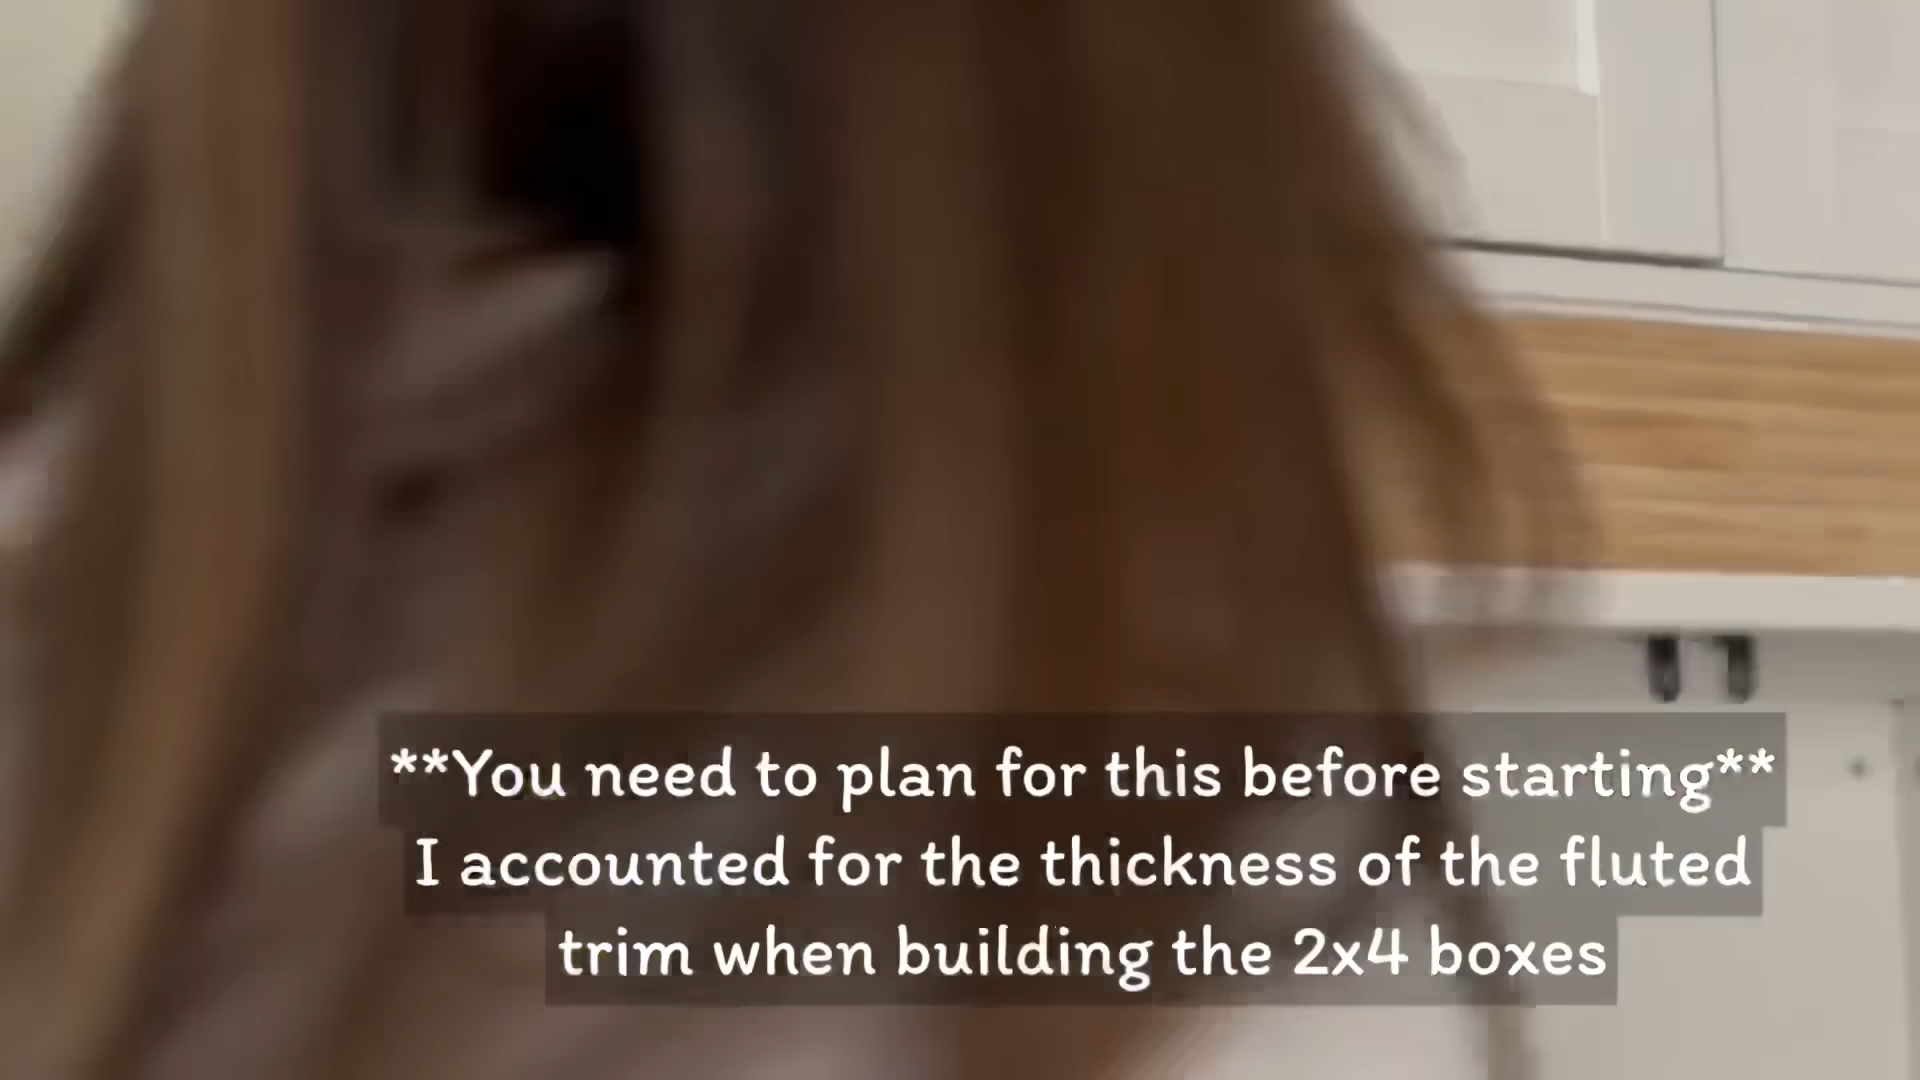 **You need to plan for this before starting**
I accounted for the thickness of the fluted
trim when building the 2x4 boxes